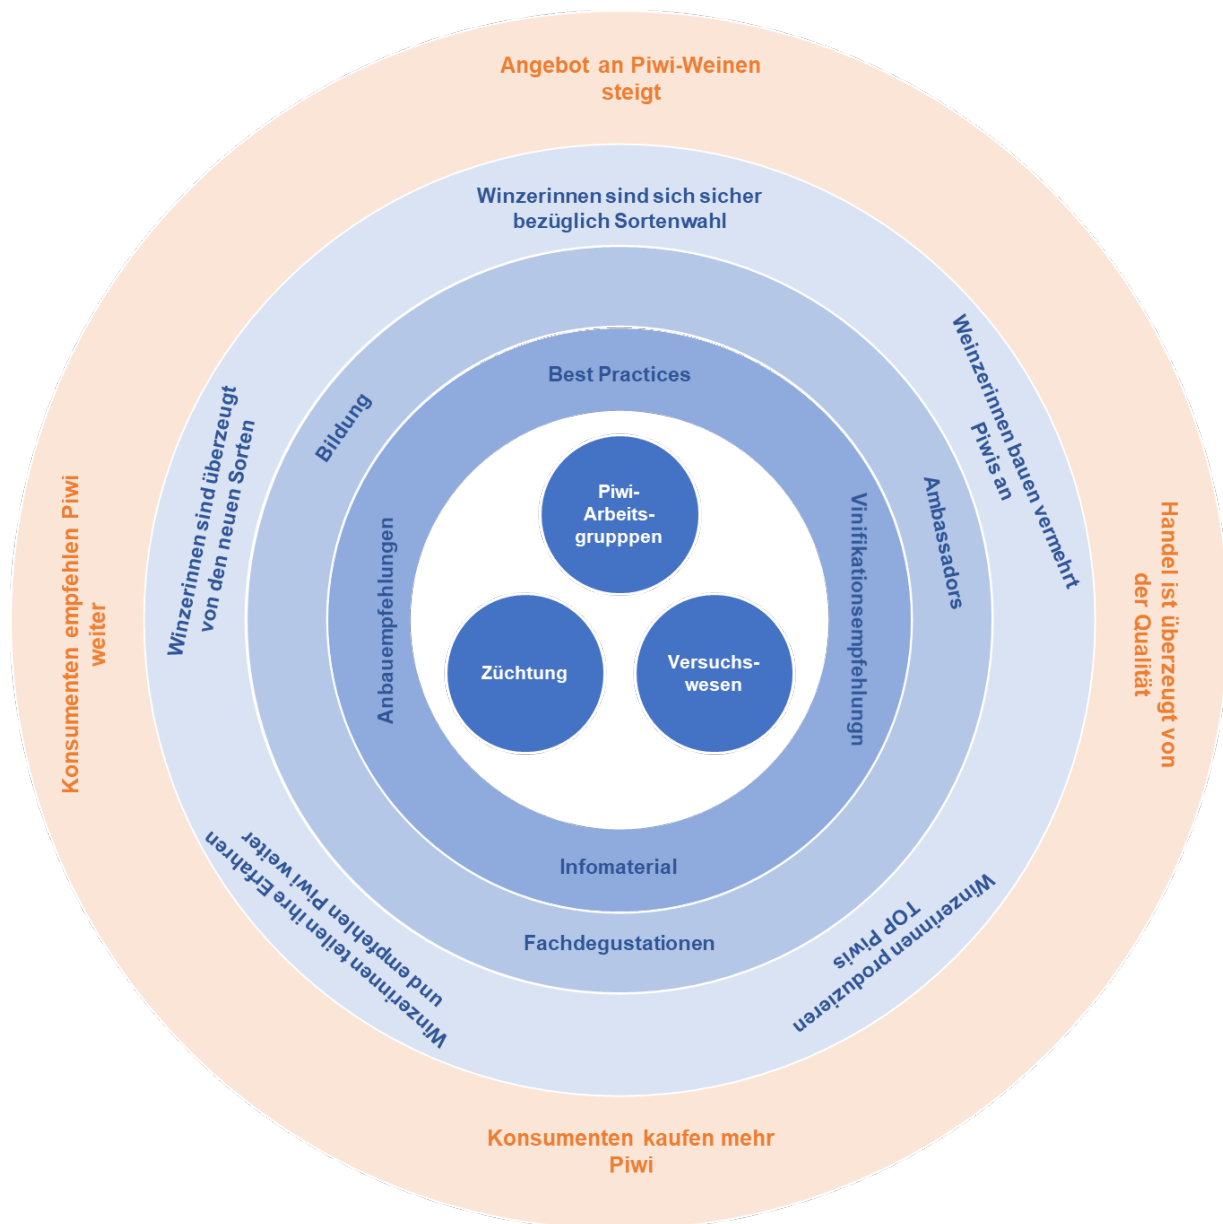 Angebot an Piwi-Weinen
steigt
Winzerinnen sind sich sicher
bezüglich Sortenwahl
Weinzerinnen bauen vermehrt
Piwis an
Handel ist überzeugt von
der Qualität
Winzerinnen produzieren
TOP Piwis
Konsumenten kaufen mehr
Piwi
Winzerinnen teilen ihre Erfahren
und empfehlen Piwi weiter
Konsumenten empfehlen Piwi
weiter
Winzerinnen sind überzeugt
von den neuen Sorten
Bildung
Ambassadors
Fachdegustationen
Best Practices
Vinifikationsempfehlungn
Infomaterial
Anbauempfehlungen
Piwi-
Arbeits-
grupppen
Züchtung
Versuchs-
wesen